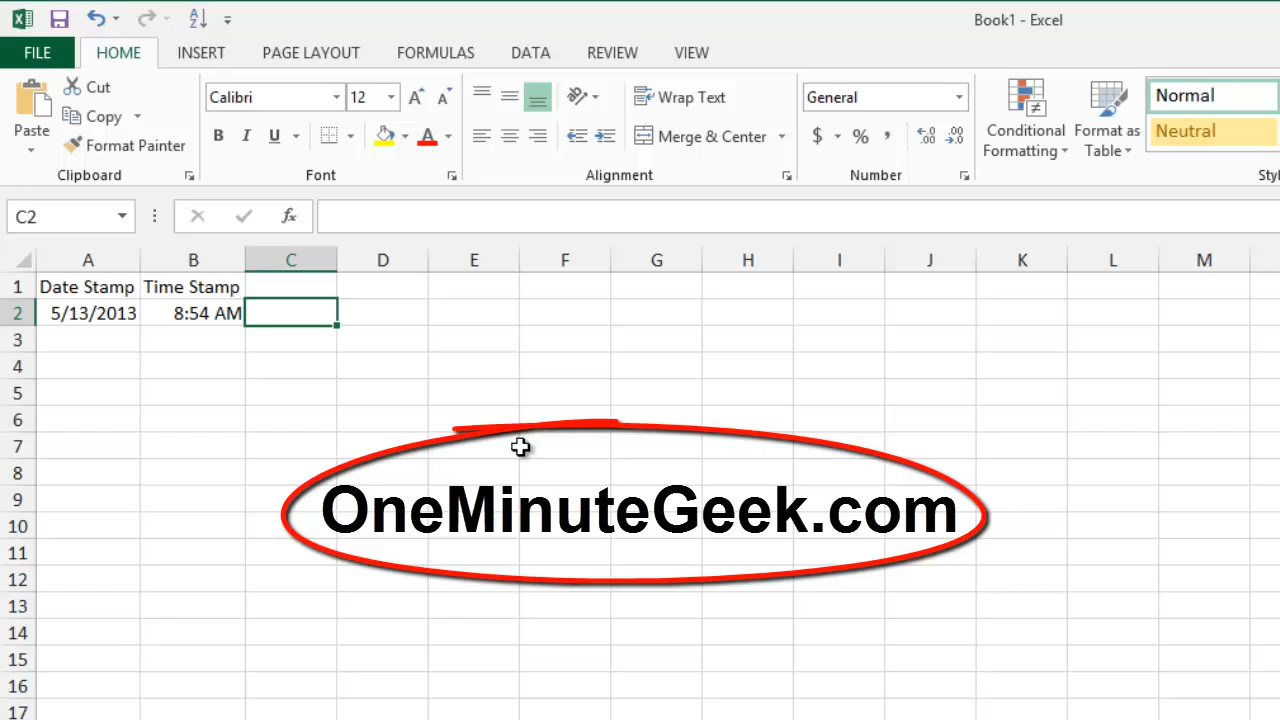 Book1 - Excel
FILE HOME INSERT PAGE LAYOUT FORMULAS DATA REVIEW VIEW
Cut
Calibri 12 Wrap Text General Normal
Copy
Paste
B I U Merge & Center $ % , Conditional Formatting Format as Table Neutral
Format Painter
Clipboard Font Alignment Number
C2 fx
A B C D E F G H I J K L M
1 Date Stamp Time Stamp
2 5/13/2013 8:54 AM
3
4
5
6
7
8
9
OneMinuteGeek.com
10
11
12
13
14
15
16
17